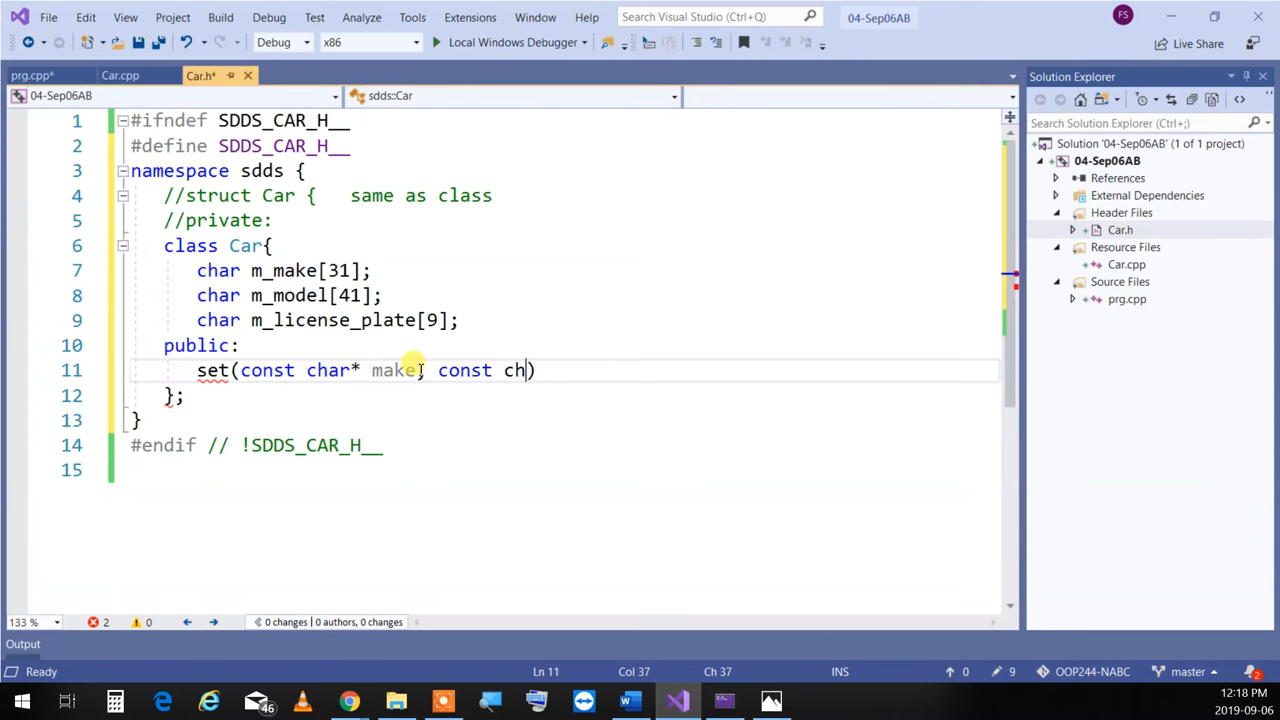 File Edit View Project Build Debug Test Analyze Tools Extensions Window Help Search Visual Studio (Ctrl+Q) 04-Sep06AB FS
Debug x86 Local Windows Debugger Live Share
prg.cpp* Car.cpp Car.h*
04-Sep06AB sdds::Car
1 #ifndef SDDS_CAR_H__
2 #define SDDS_CAR_H__
3 namespace sdds {
4 //struct Car { same as class
5 //private:
6 class Car{
7 char m_make[31];
8 char m_model[41];
9 char m_license_plate[9];
10 public:
11 set(const char* make, const ch)
12 };
13 }
14 #endif // !SDDS_CAR_H__
15
133 % 2 0 0 changes | 0 authors, 0 changes
Output
Solution Explorer
Search Solution Explorer (Ctrl+;)
Solution '04-Sep06AB' (1 of 1 project)
04-Sep06AB
References
External Dependencies
Header Files
Car.h
Resource Files
Car.cpp
Source Files
prg.cpp
Ready Ln 11 Col 37 Ch 37 INS 0 9 OOP244-NABC master 2
46
12:18 PM
2019-09-06